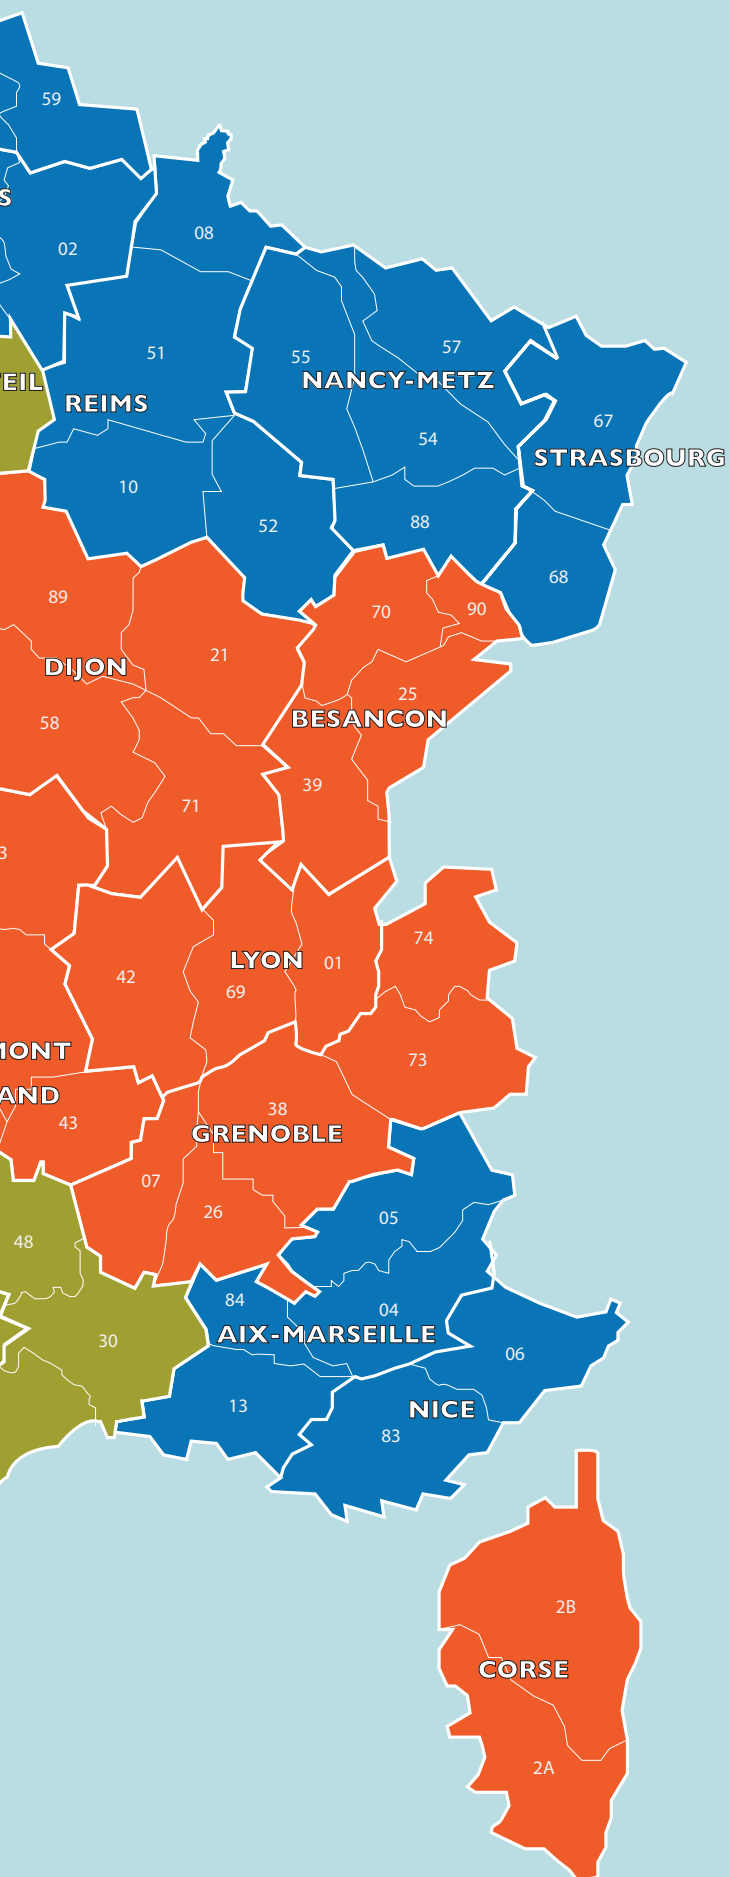 59
S
02
08
51
55
57
EIL
NANCY-METZ
REIMS
67
54
STRASBOURG
10
52
88
68
89
70
90
21
DIJON
25
58
BESANCON
39
71
3
74
LYON
01
42
69
MONT
73
AND
38
43
GRENOBLE
07
26
05
48
84
04
AIX-MARSEILLE
30
06
13
NICE
83
2B
CORSE
2A